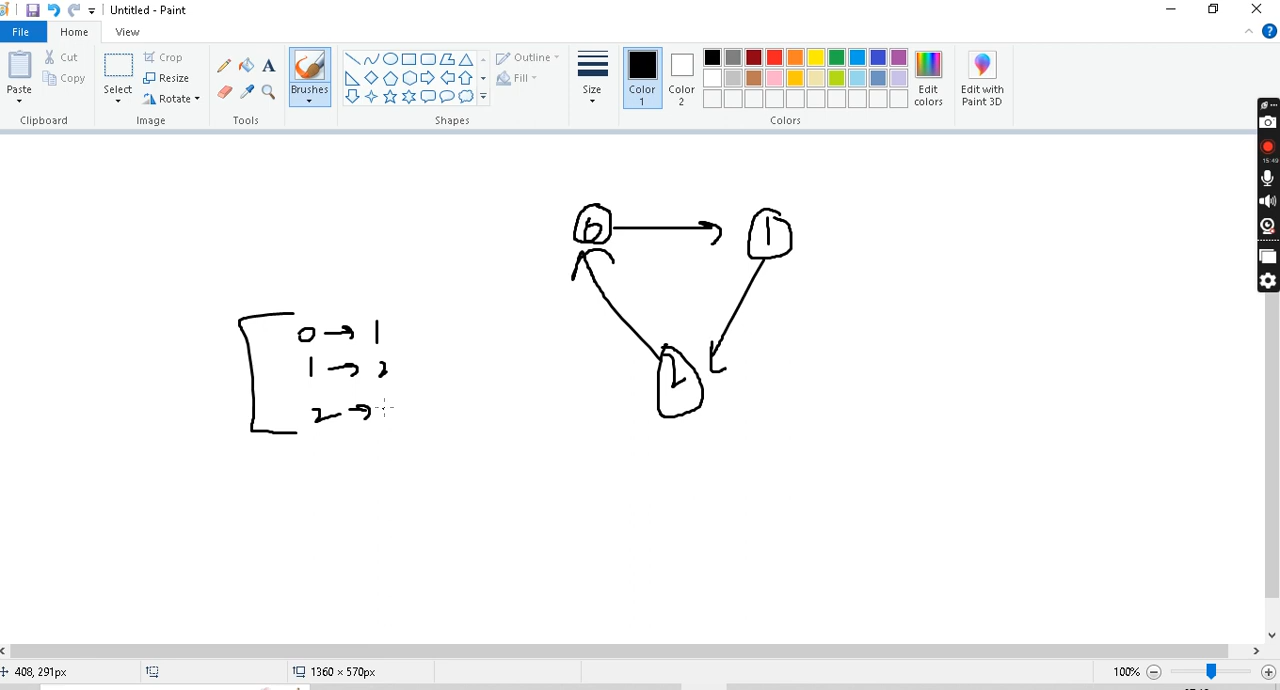 Untitled - Paint
File Home View
Cut
Copy
Paste
Clipboard
Crop
Resize
Rotate
Select
Image
Tools
Brushes
Outline
Fill
Shapes
Size
Color 1
Color 2
Edit colors
Edit with Paint 3D
Colors
15:49
0 → 1
1 → 2
2 →
0
1
2
408, 291px
1360 × 570px
100%